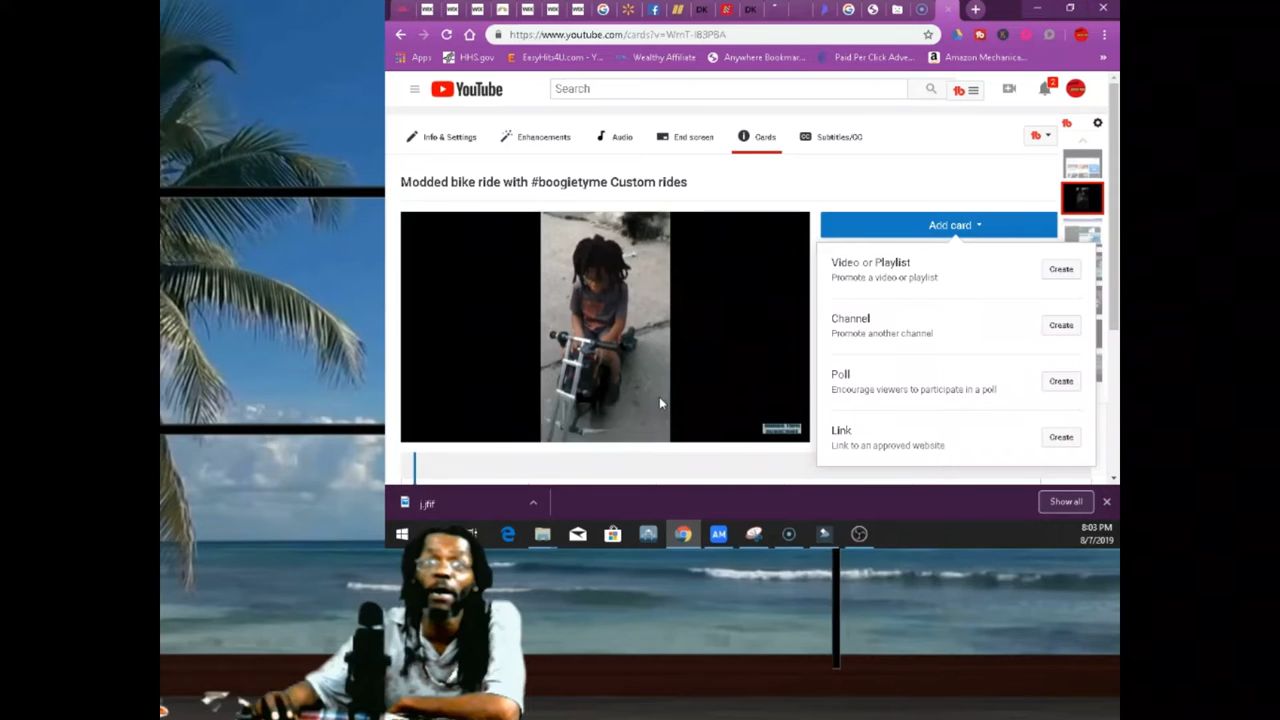 https://www.youtube.com/cards?v=WmT-I83PBA
Apps HHS.gov EasyHits4U.com - Y... Wealthy Affiliate Anywhere Bookmar... Paid Per Click Adve... Amazon Mechanica... »
YouTube
Search
2
Info & Settings Enhancements Audio End screen Cards Subtitles/CC
Modded bike ride with #boogietyme Custom rides
Add card
Video or Playlist
Promote a video or playlist
Create
Channel
Promote another channel
Create
Poll
Encourage viewers to participate in a poll
Create
Link
Link to an approved website
Create
j.jfif
Show all
AM
8:03 PM
8/7/2019